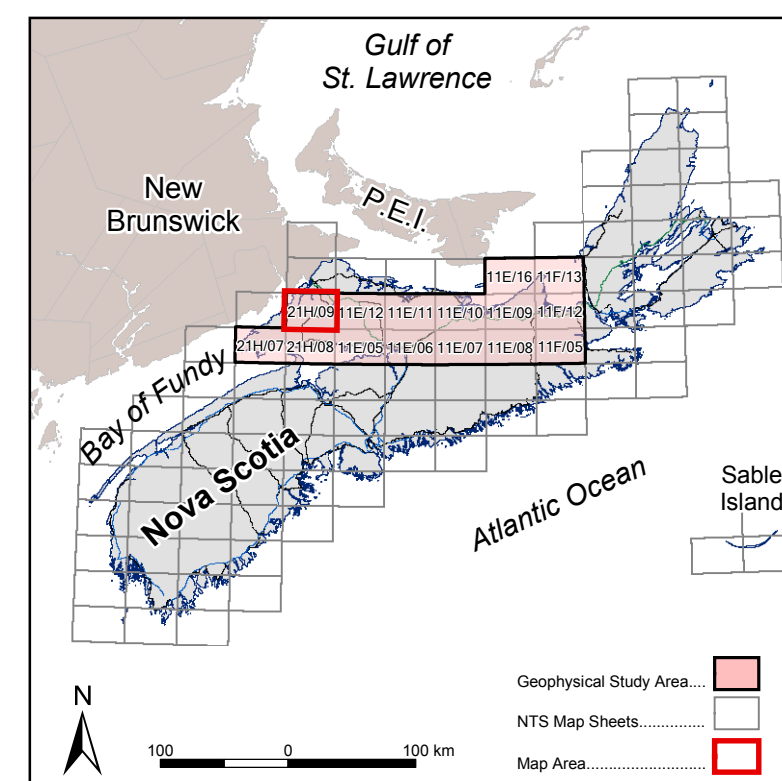 Gulf of
St. Lawrence
New
Brunswick
P.E.I.
11E/16 11F/13
21H/09 11E/12 11E/11 11E/10 11E/09 11F/12
21H/07 21H/08 11E/05 11E/06 11E/07 11E/08 11F/05
Bay of Fundy
Nova Scotia
Atlantic Ocean
Sable
Island
N
100 0 100 km
Geophysical Study Area....
NTS Map Sheets...............
Map Area...........................